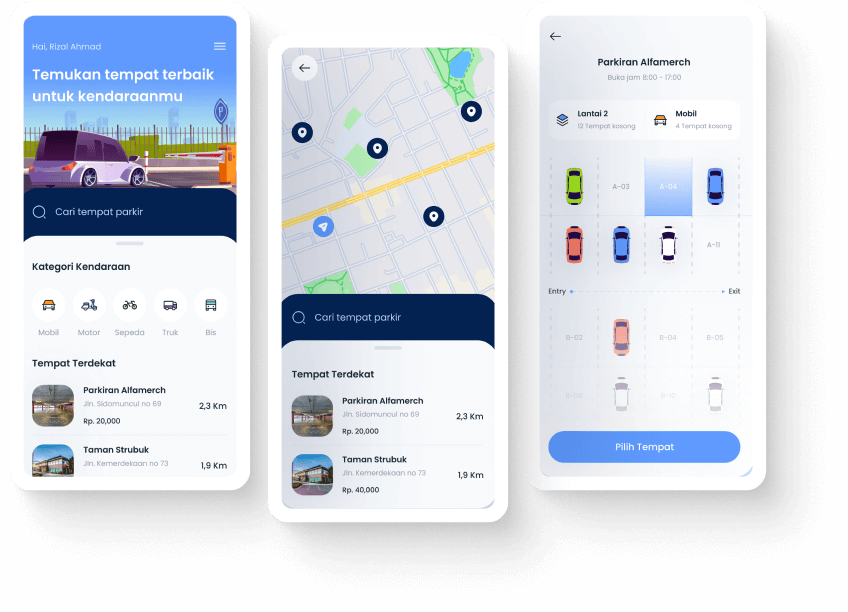 Hai, Rizal Ahmad
Temukan tempat terbaik
untuk kendaraanmu
P
Cari tempat parkir
Kategori Kendaraan
Mobil
Motor
Sepeda
Truk
Bis
Tempat Terdekat
Parkiran Alfamerch
Jln. Sidomuncul no 69
Rp. 20,000
2,3 Km
Taman Strubuk
Jln. Kemerdekaan no 73
1,9 Km
Cari tempat parkir
Tempat Terdekat
Parkiran Alfamerch
Jln. Sidomuncul no 69
Rp. 20,000
2,3 Km
Taman Strubuk
Jln. Kemerdekaan no 73
Rp. 40,000
1,9 Km
Parkiran Alfamerch
Buka jam 8:00 - 17:00
Lantai 2
12 Tempat kosong
Mobil
4 Tempat kosong
A-03
A-04
A-11
Entry
Exit
B-02
B-04
B-05
Pilih Tempat